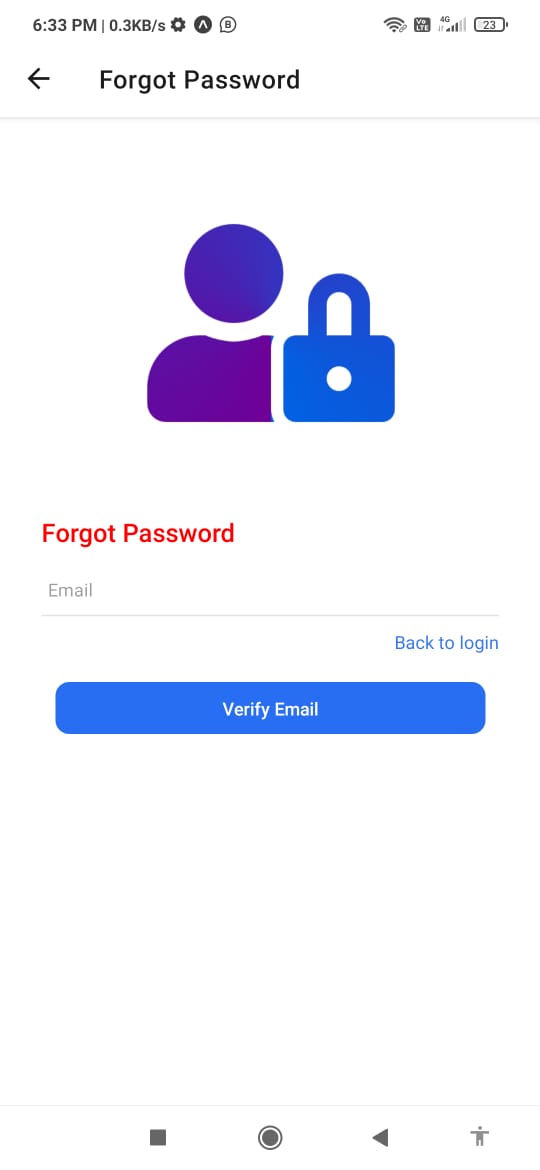 6:33 PM | 0.3KB/s
Vo LTE
4G
23
Forgot Password
Forgot Password
Email
Back to login
Verify Email